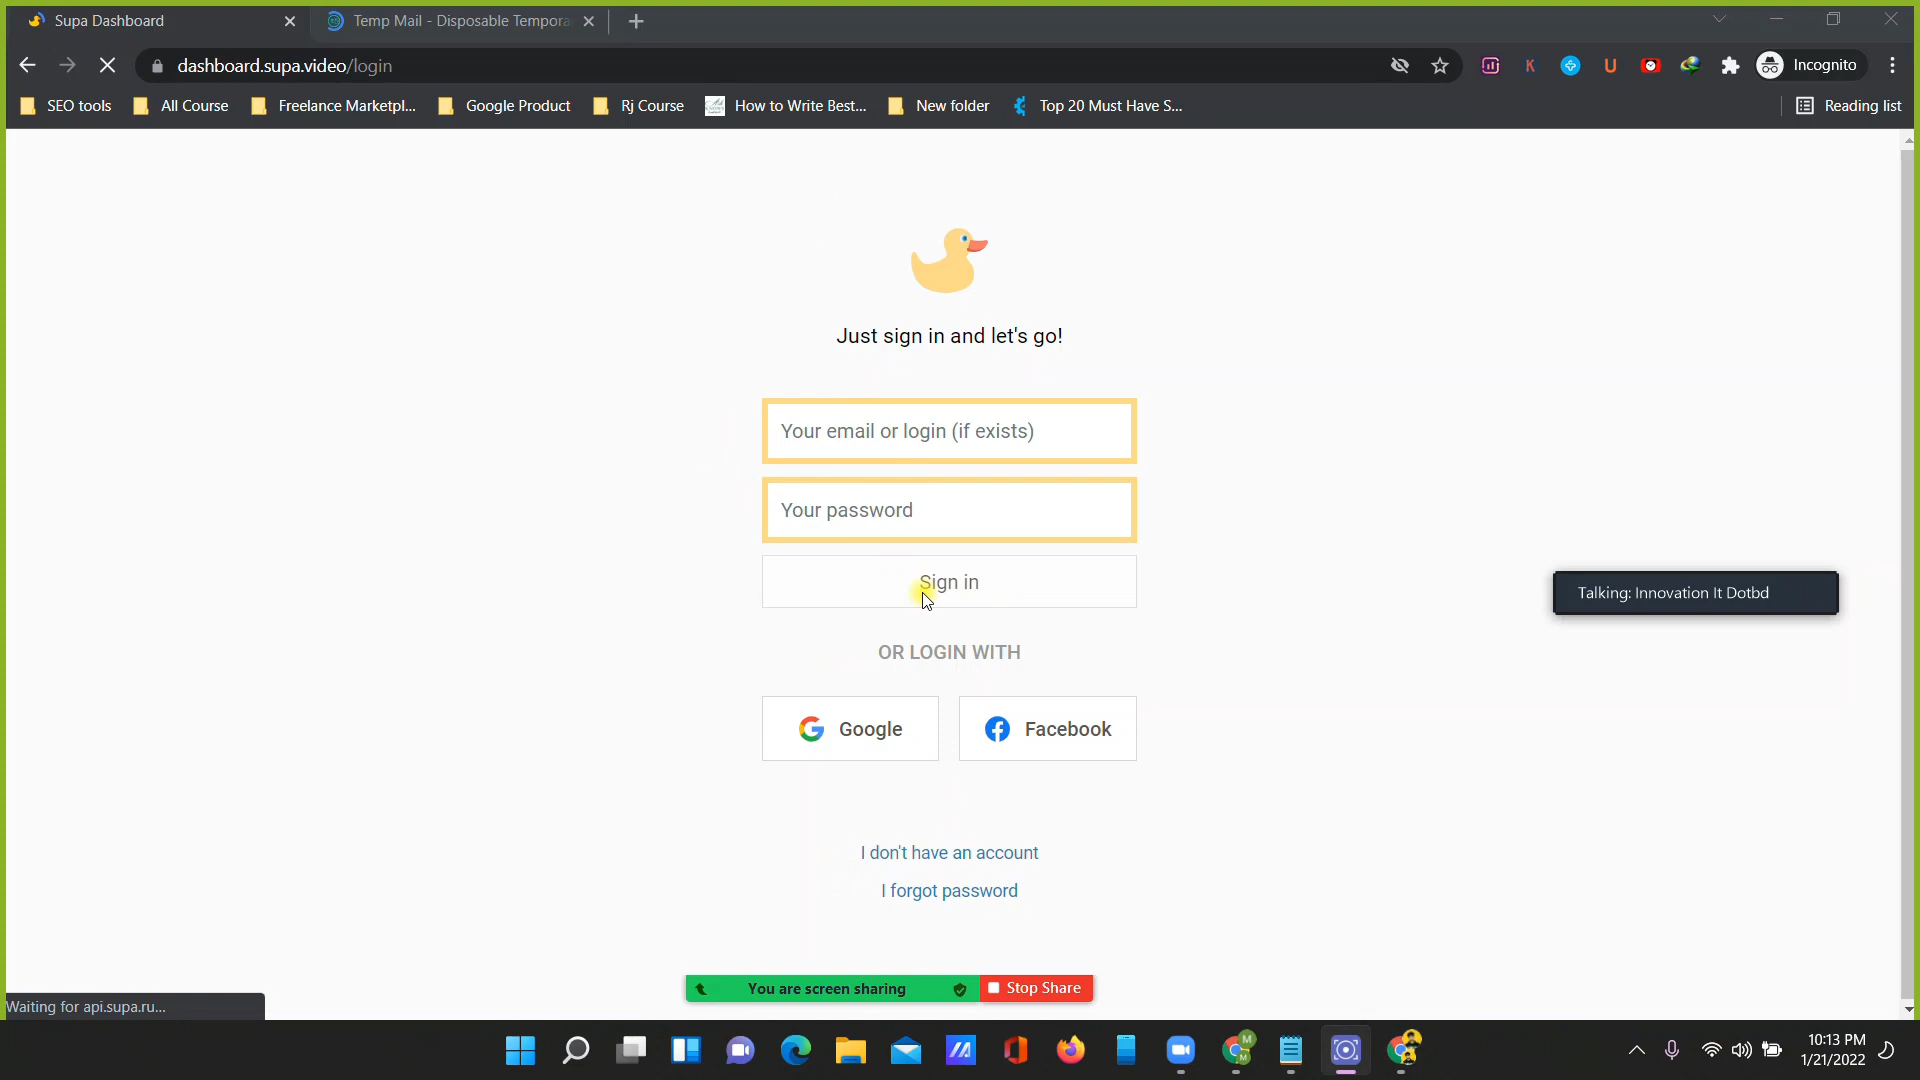 Supa Dashboard
Temp Mail - Disposable Tempora
dashboard.supa.video/login
K
U
Incognito
SEO tools
All Course
Freelance Marketpl...
Google Product
Rj Course
How to Write Best...
New folder
Top 20 Must Have S...
Reading list
Just sign in and let's go!
Your email or login (if exists)
Your password
Sign in
Talking: Innovation It Dotbd
OR LOGIN WITH
Google
Facebook
I don't have an account
I forgot password
You are screen sharing
Stop Share
Waiting for api.supa.ru...
M
M
10:13 PM
1/21/2022